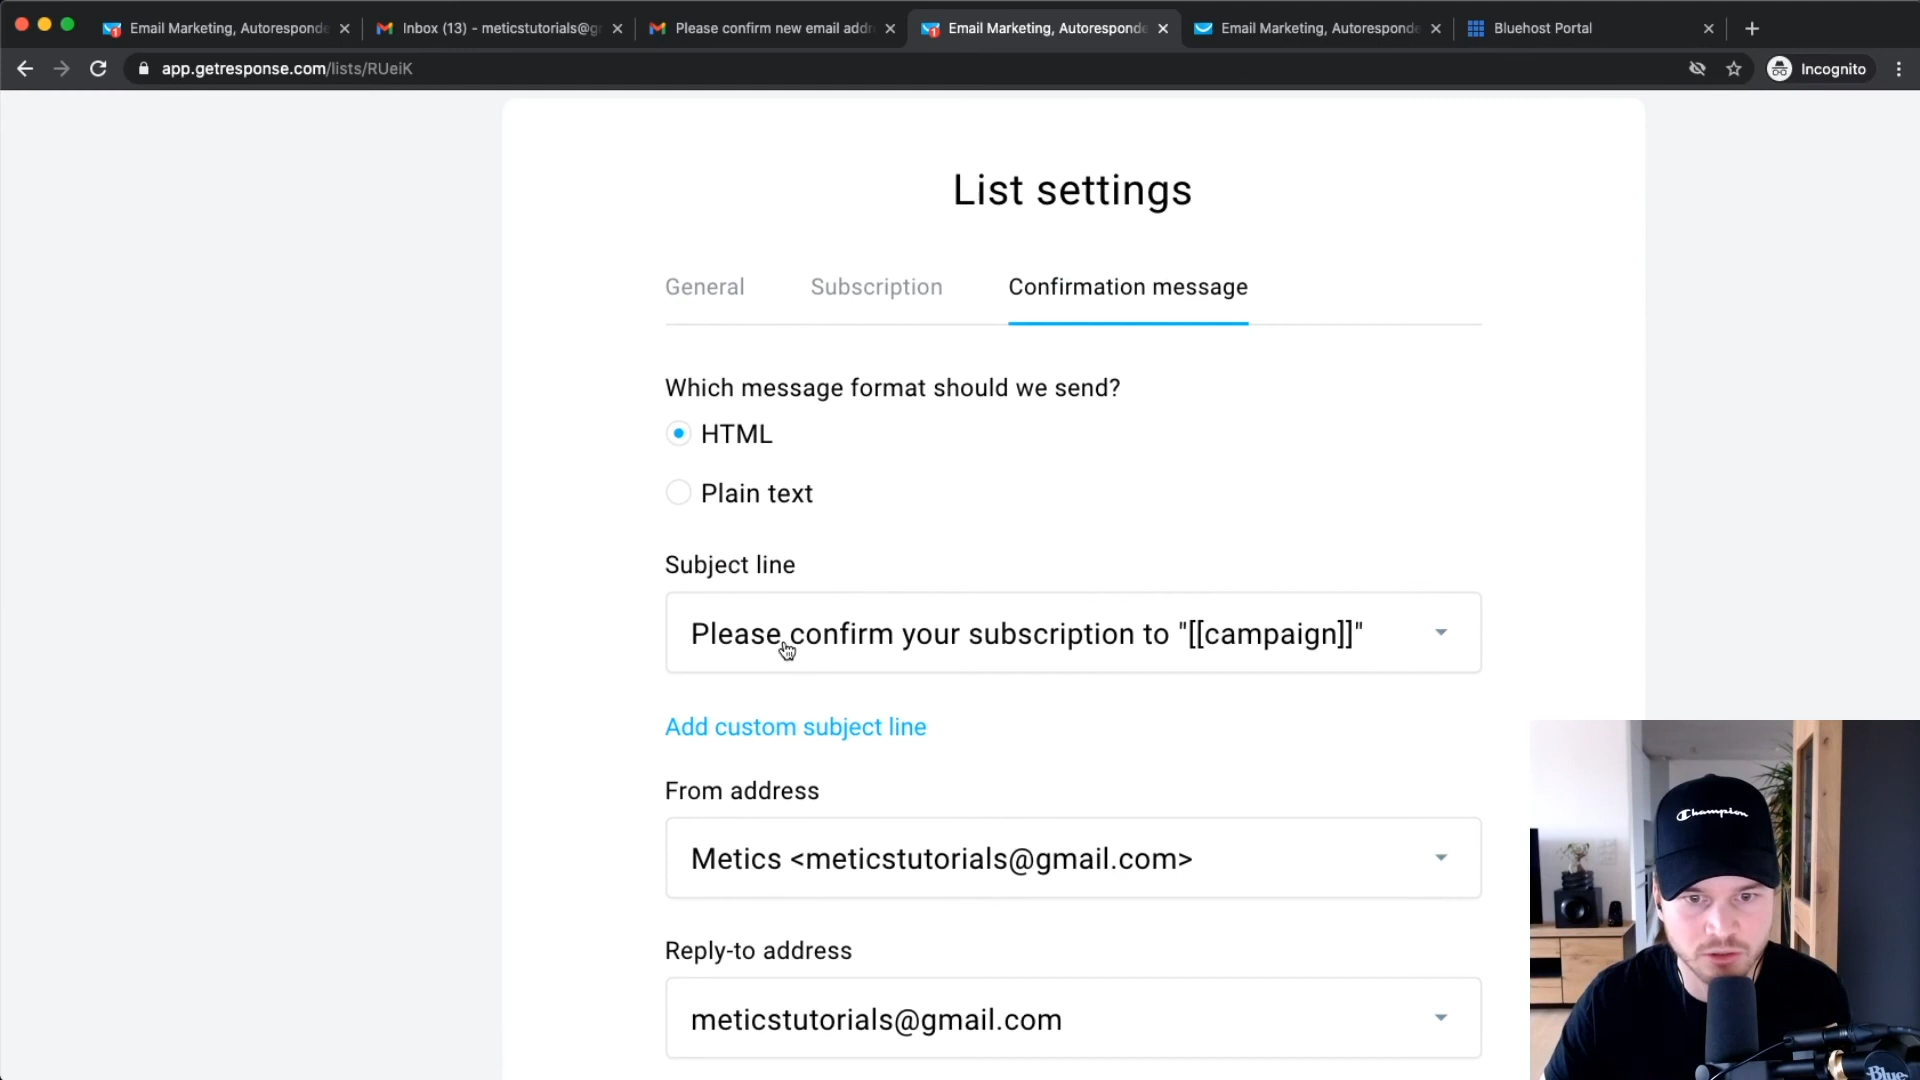 Email Marketing, Autoresponde
Inbox (13) - meticstutorials@g
Please confirm new email addr
Email Marketing, Autoresponde
Email Marketing, Autoresponde
Bluehost Portal
app.getresponse.com/lists/RUeiK
Incognito
List settings
General
Subscription
Confirmation message
Which message format should we send?
HTML
Plain text
Subject line
Please confirm your subscription to "[[campaign]]"
Add custom subject line
From address
Metics <meticstutorials@gmail.com>
Reply-to address
meticstutorials@gmail.com
Champion
Blue